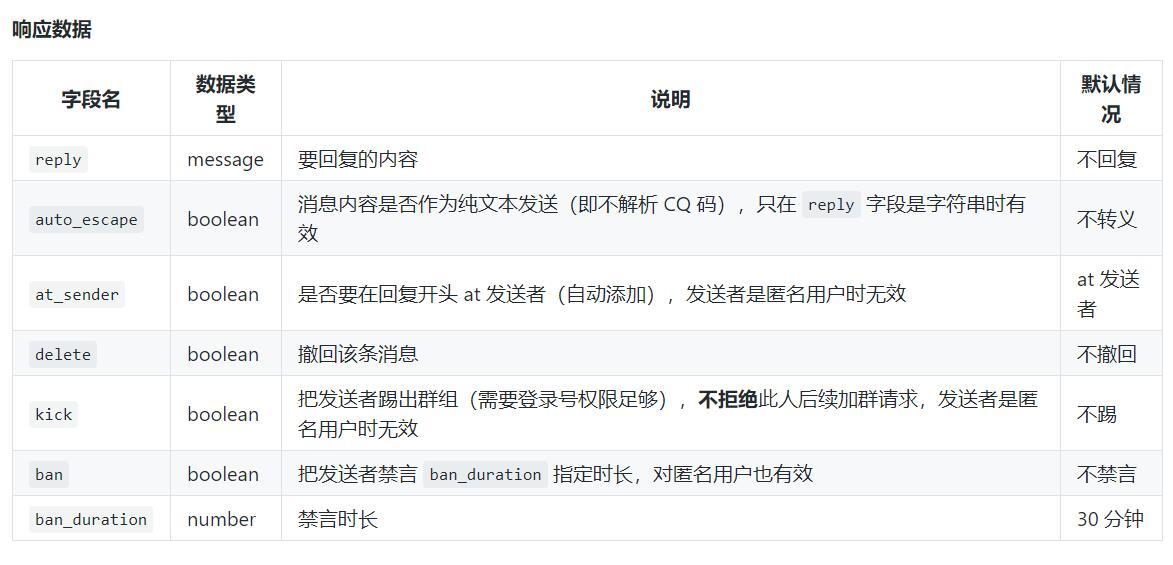 响应数据
字段名 数据类型 说明 默认情况
reply message 要回复的内容 不回复
auto_escape boolean 消息内容是否作为纯文本发送（即不解析 CQ 码），只在 reply 字段是字符串时有效 不转义
at_sender boolean 是否要在回复开头 at 发送者（自动添加），发送者是匿名用户时无效 at 发送者
delete boolean 撤回该条消息 不撤回
kick boolean 把发送者踢出群组（需要登录号权限足够），不拒绝此人后续加群请求，发送者是匿名用户时无效 不踢
ban boolean 把发送者禁言 ban_duration 指定时长，对匿名用户也有效 不禁言
ban_duration number 禁言时长 30 分钟